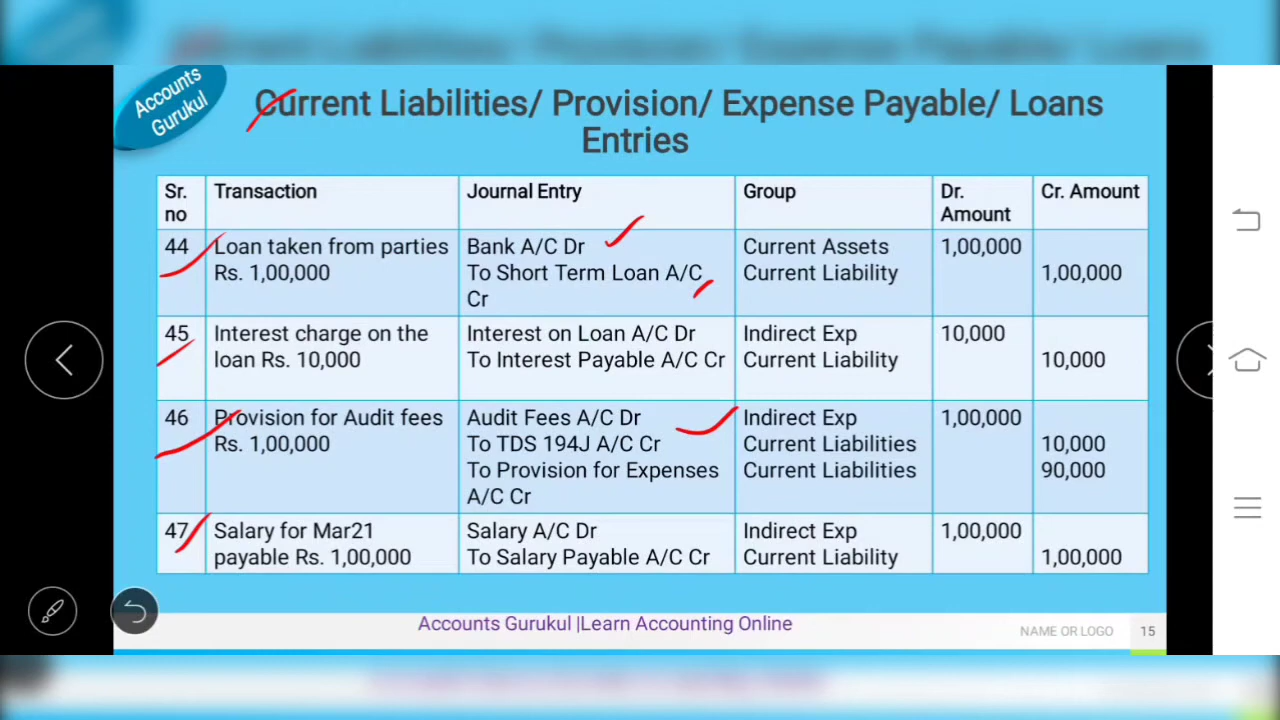 Accounts
Gurukul
Current Liabilities/ Provision/ Expense Payable/ Loans
Entries
Sr. no Transaction Journal Entry Group Dr. Amount Cr. Amount
44 Loan taken from parties Bank A/C Dr Current Assets 1,00,000
Rs. 1,00,000 To Short Term Loan A/C Current Liability 1,00,000
Cr
45 Interest charge on the Interest on Loan A/C Dr Indirect Exp 10,000
loan Rs. 10,000 To Interest Payable A/C Cr Current Liability 10,000
46 Provision for Audit fees Audit Fees A/C Dr Indirect Exp 1,00,000
Rs. 1,00,000 To TDS 194J A/C Cr Current Liabilities 10,000
To Provision for Expenses Current Liabilities 90,000
A/C Cr
47 Salary for Mar21 Salary A/C Dr Indirect Exp 1,00,000
payable Rs. 1,00,000 To Salary Payable A/C Cr Current Liability 1,00,000
Accounts Gurukul |Learn Accounting Online
NAME OR LOGO 15